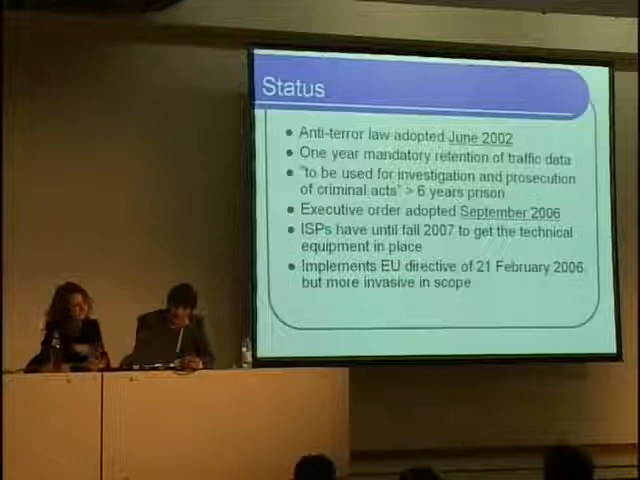 Status
Anti-terror law adopted June 2002
One year mandatory retention of traffic data
"to be used for investigation and prosecution
of criminal acts" > 6 years prison
Executive order adopted September 2006
ISPs have until fall 2007 to get the technical
equipment in place
Implements EU directive of 21 February 2006
but more invasive in scope